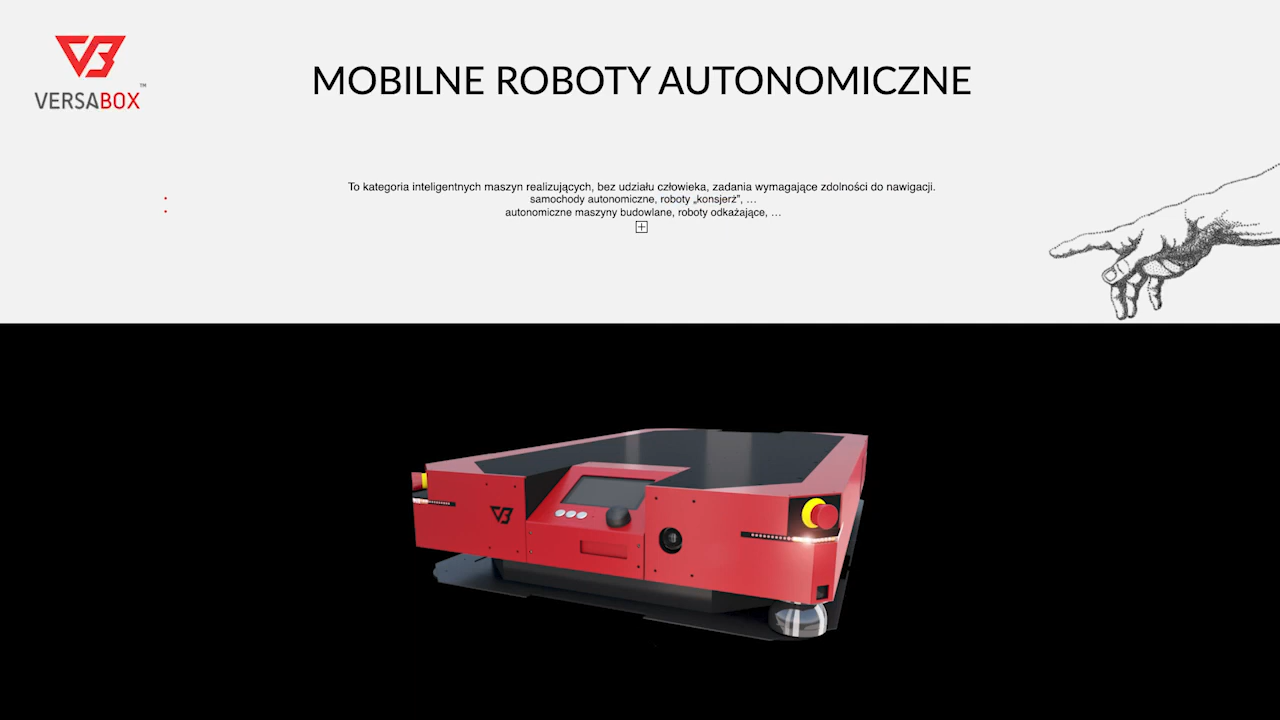 VERSABOX™
MOBILNE ROBOTY AUTONOMICZNE
To kategoria inteligentnych maszyn realizujących, bez udziału człowieka, zadania wymagające zdolności do nawigacji.
samochody autonomiczne, roboty „konsjerż”, …
autonomiczne maszyny budowlane, roboty odkażające, …